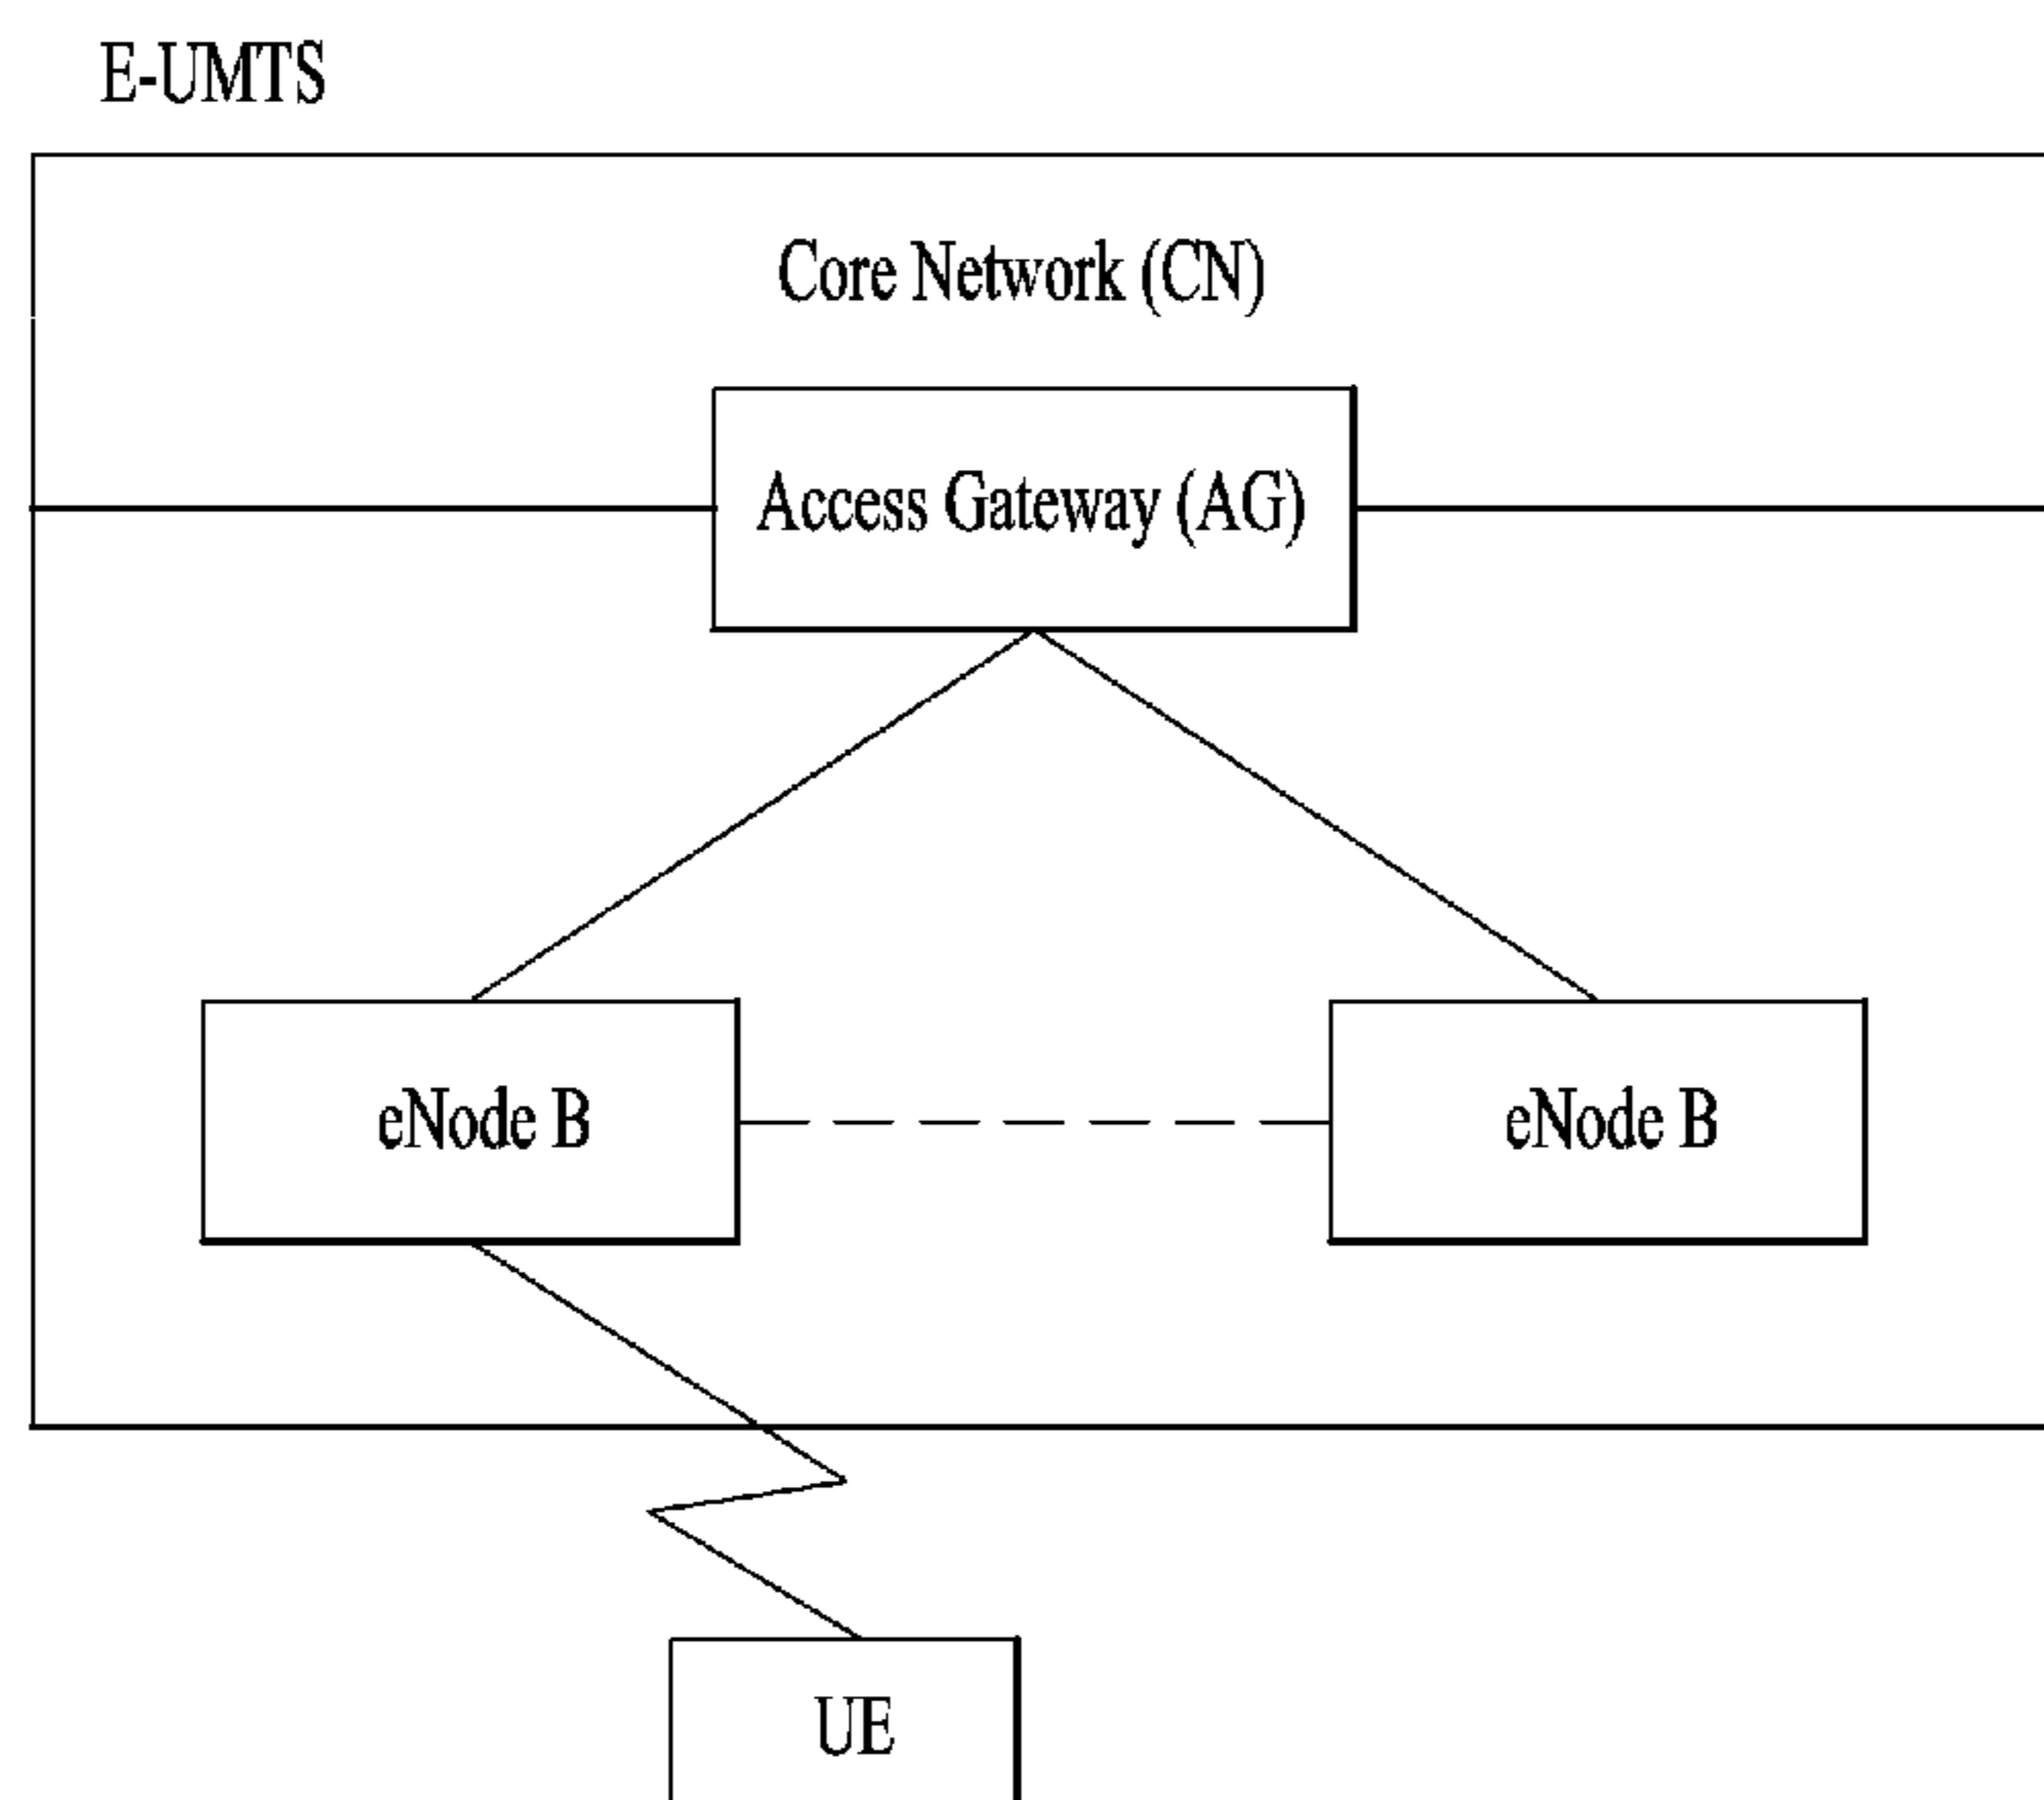 E-UMTS
Core Network (CN)
Access Gateway (AG)
eNode B
eNode B
UE